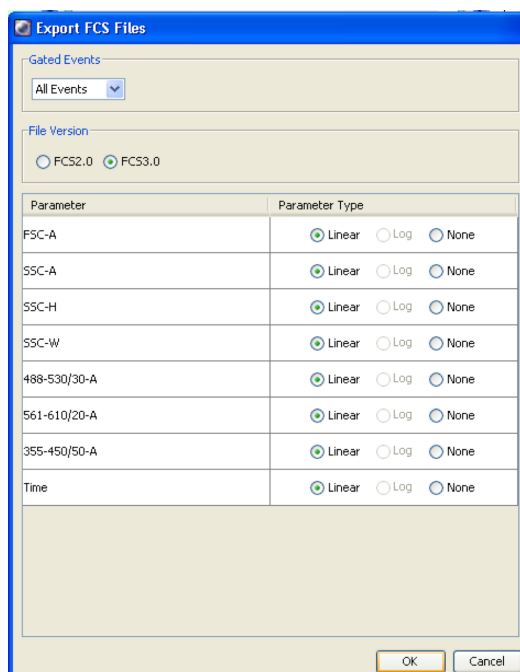 Export FCS Files
Gated Events
All Events
File Version
FCS2.0 FCS3.0
Parameter Parameter Type
FSC-A Linear Log None
SSC-A Linear Log None
SSC-H Linear Log None
SSC-W Linear Log None
488-530/30-A Linear Log None
561-610/20-A Linear Log None
355-450/50-A Linear Log None
Time Linear Log None
OK Cancel